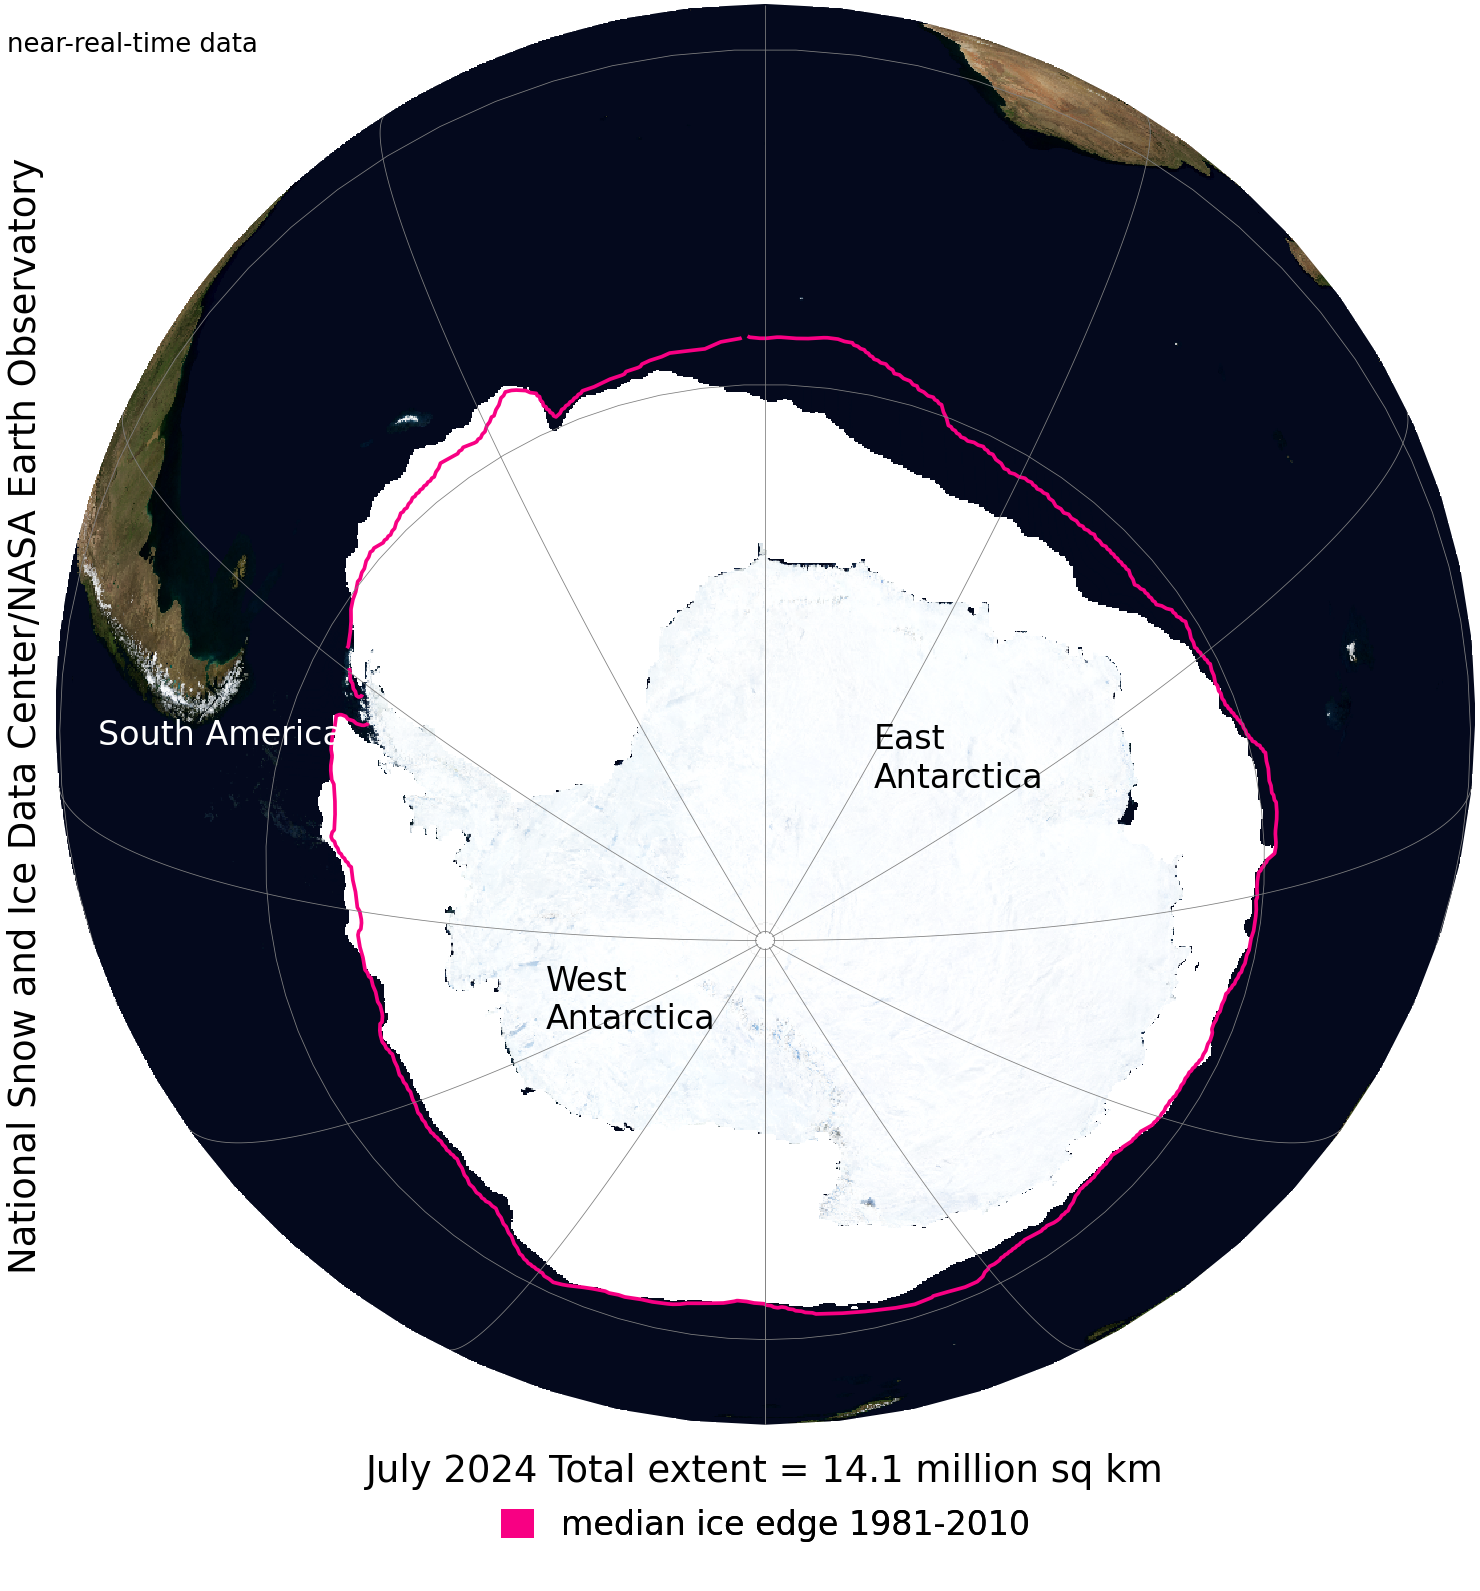 near-real-time data
National Snow and Ice Data Center/NASA Earth Observatory
South America
East
Antarctica
West
Antarctica
July 2024 Total extent = 14.1 million sq km
median ice edge 1981-2010